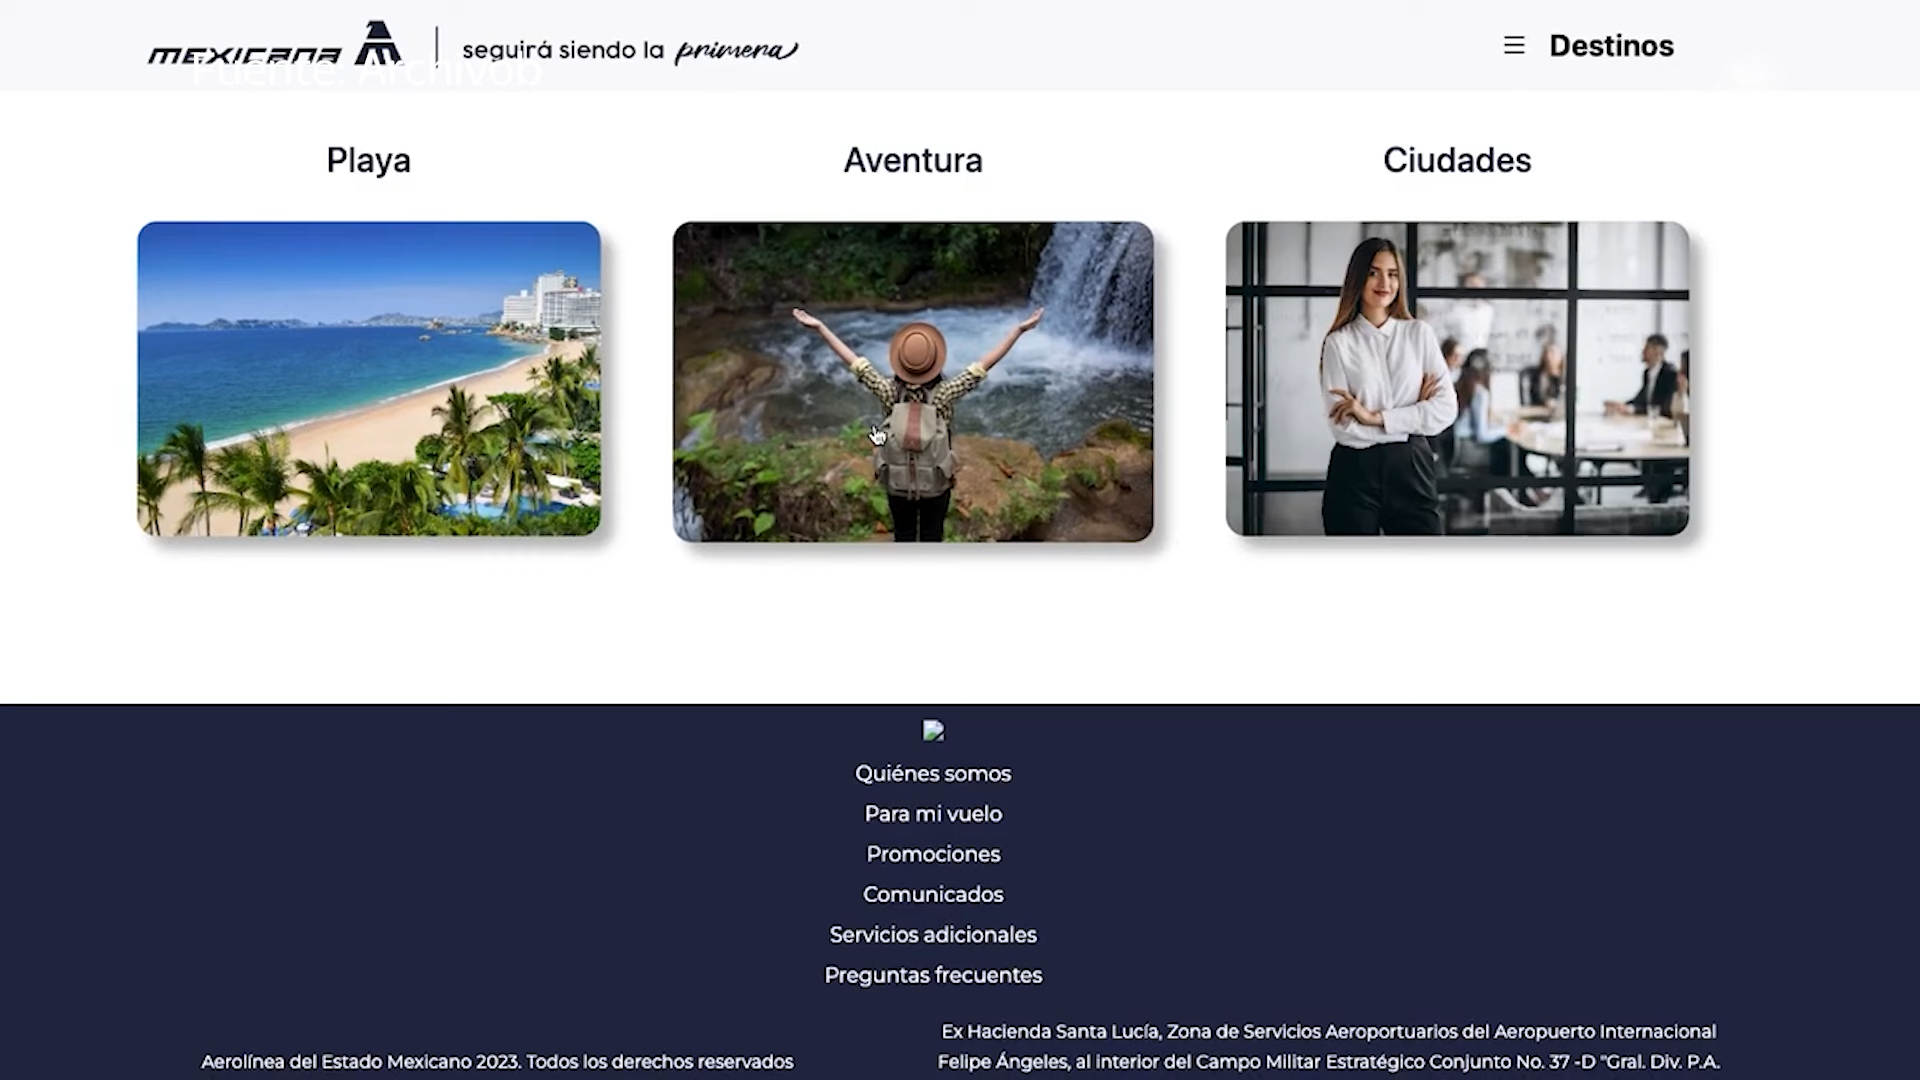 mexicana
seguirá siendo la primera
Destinos
Fuente: Archivob
Playa
Aventura
Ciudades
Quiénes somos
Para mi vuelo
Promociones
Comunicados
Servicios adicionales
Preguntas frecuentes
Aerolínea del Estado Mexicano 2023. Todos los derechos reservados
Ex Hacienda Santa Lucía, Zona de Servicios Aeroportuarios del Aeropuerto Internacional
Felipe Ángeles, al interior del Campo Militar Estratégico Conjunto No. 37 -D "Gral. Div. P.A.